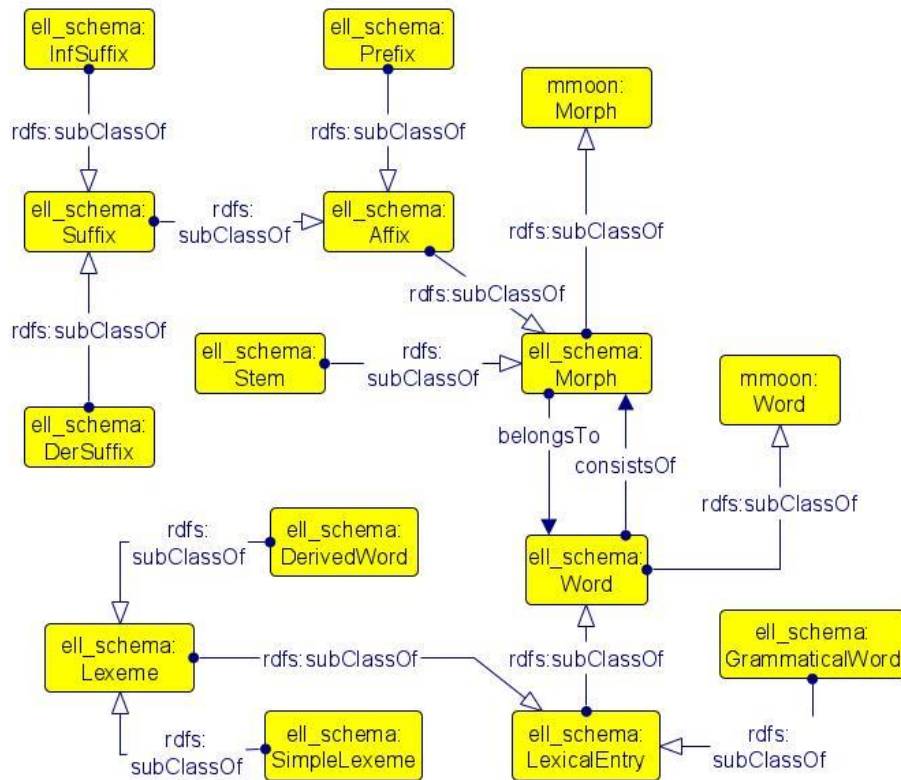 ell_schema:
InfSuffix
ell_schema:
Prefix
mmoon:
Morph
rdfs:subClassOf
rdfs:subClassOf
ell_schema:
Suffix
rdfs:
subClassOf
ell_schema:
Affix
rdfs:subClassOf
rdfs:subClassOf
rdfs:subClassOf
ell_schema:
Stem
rdfs:
subClassOf
ell_schema:
Morph
mmoon:
Word
ell_schema:
DerSuffix
belongsTo
consistsOf
rdfs:subClassOf
rdfs:
subClassOf
ell_schema:
DerivedWord
ell_schema:
Word
ell_schema:
Lexeme
rdfs:subClassOf
rdfs:subClassOf
ell_schema:
GrammaticalWord
rdfs:
subClassOf
ell_schema:
SimpleLexeme
ell_schema:
LexicalEntry
rdfs:
subClassOf